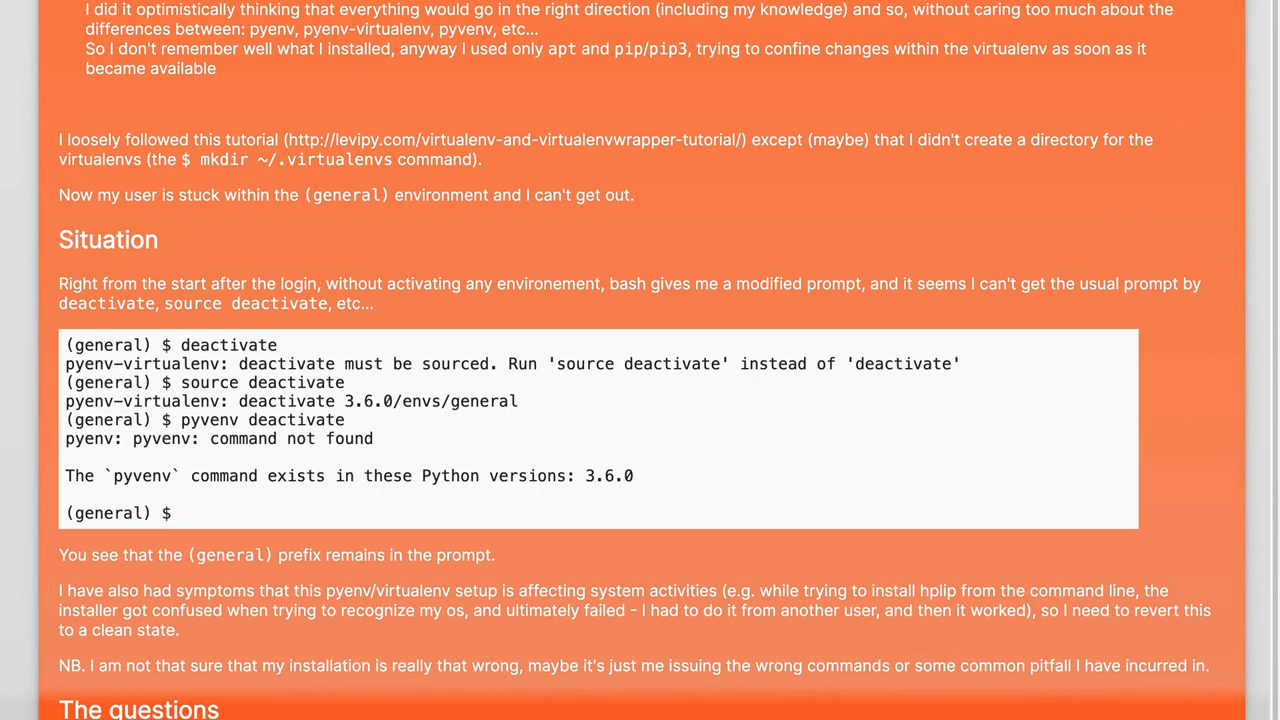 I did it optimistically thinking that everything would go in the right direction (including my knowledge) and so, without caring too much about the
differences between: pyenv, pyenv-virtualenv, pyvenv, etc...
So I don't remember well what I installed, anyway I used only apt and pip/pip3, trying to confine changes within the virtualenv as soon as it
became available
I loosely followed this tutorial (http://levipy.com/virtualenv-and-virtualenvwrapper-tutorial/) except (maybe) that I didn't create a directory for the
virtualenvs (the $ mkdir ~/.virtualenvs command).
Now my user is stuck within the (general) environment and I can't get out.
Situation
Right from the start after the login, without activating any environement, bash gives me a modified prompt, and it seems I can't get the usual prompt by
deactivate, source deactivate, etc...
(general) $ deactivate
pyenv-virtualenv: deactivate must be sourced. Run 'source deactivate' instead of 'deactivate'
(general) $ source deactivate
pyenv-virtualenv: deactivate 3.6.0/envs/general
(general) $ pyvenv deactivate
pyenv: pyvenv: command not found
The `pyvenv` command exists in these Python versions: 3.6.0
(general) $
You see that the (general) prefix remains in the prompt.
I have also had symptoms that this pyenv/virtualenv setup is affecting system activities (e.g. while trying to install hplip from the command line, the
installer got confused when trying to recognize my os, and ultimately failed - I had to do it from another user, and then it worked), so I need to revert this
to a clean state.
NB. I am not that sure that my installation is really that wrong, maybe it's just me issuing the wrong commands or some common pitfall I have incurred in.
The questions